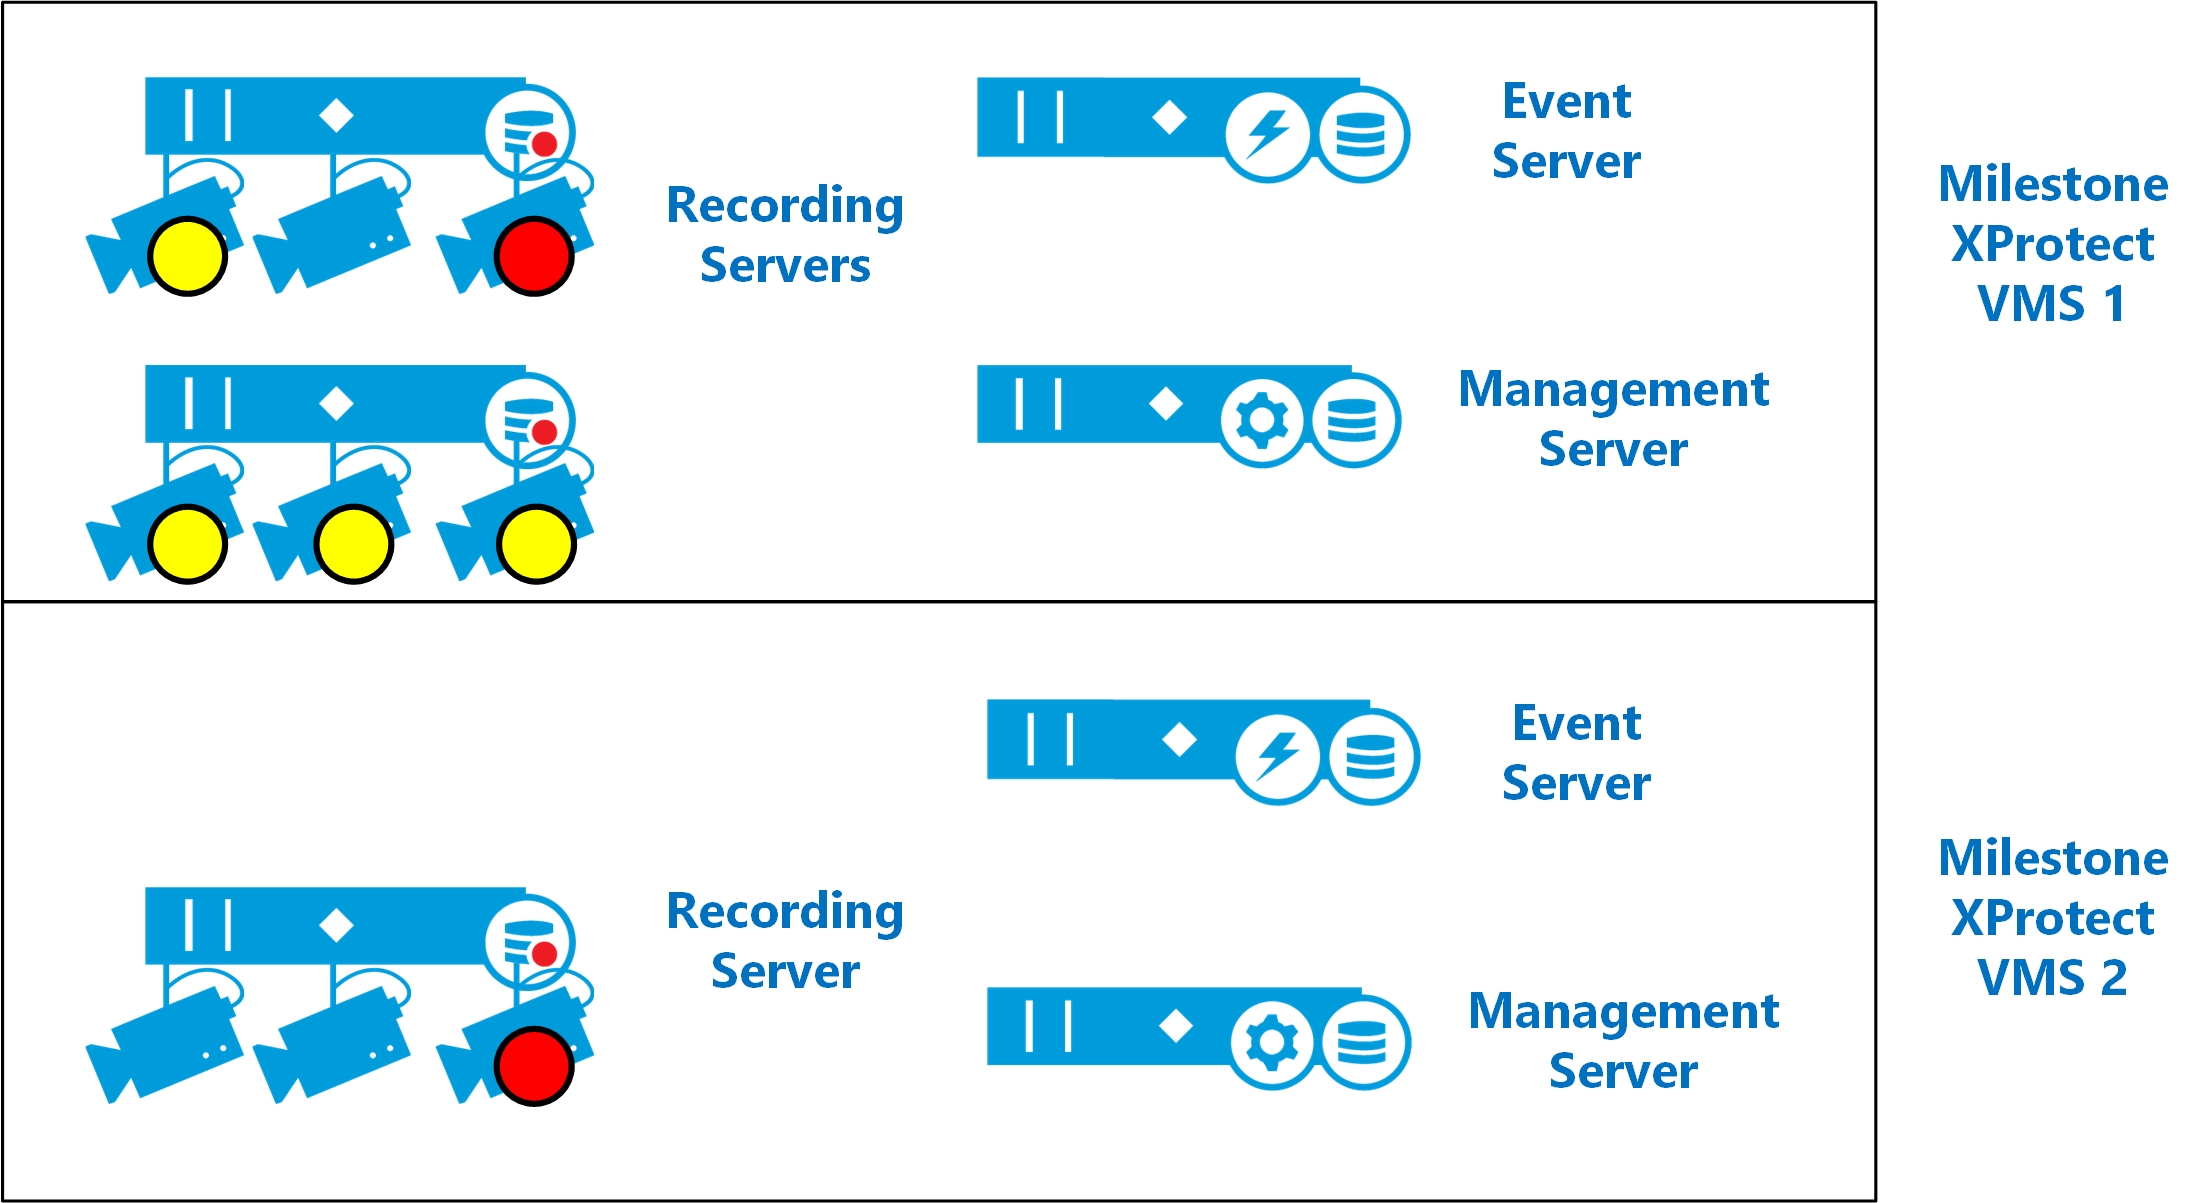 Recording
Servers
Event
Server
Management
Server
Milestone
XProtect
VMS 1
Recording
Server
Event
Server
Management
Server
Milestone
XProtect
VMS 2